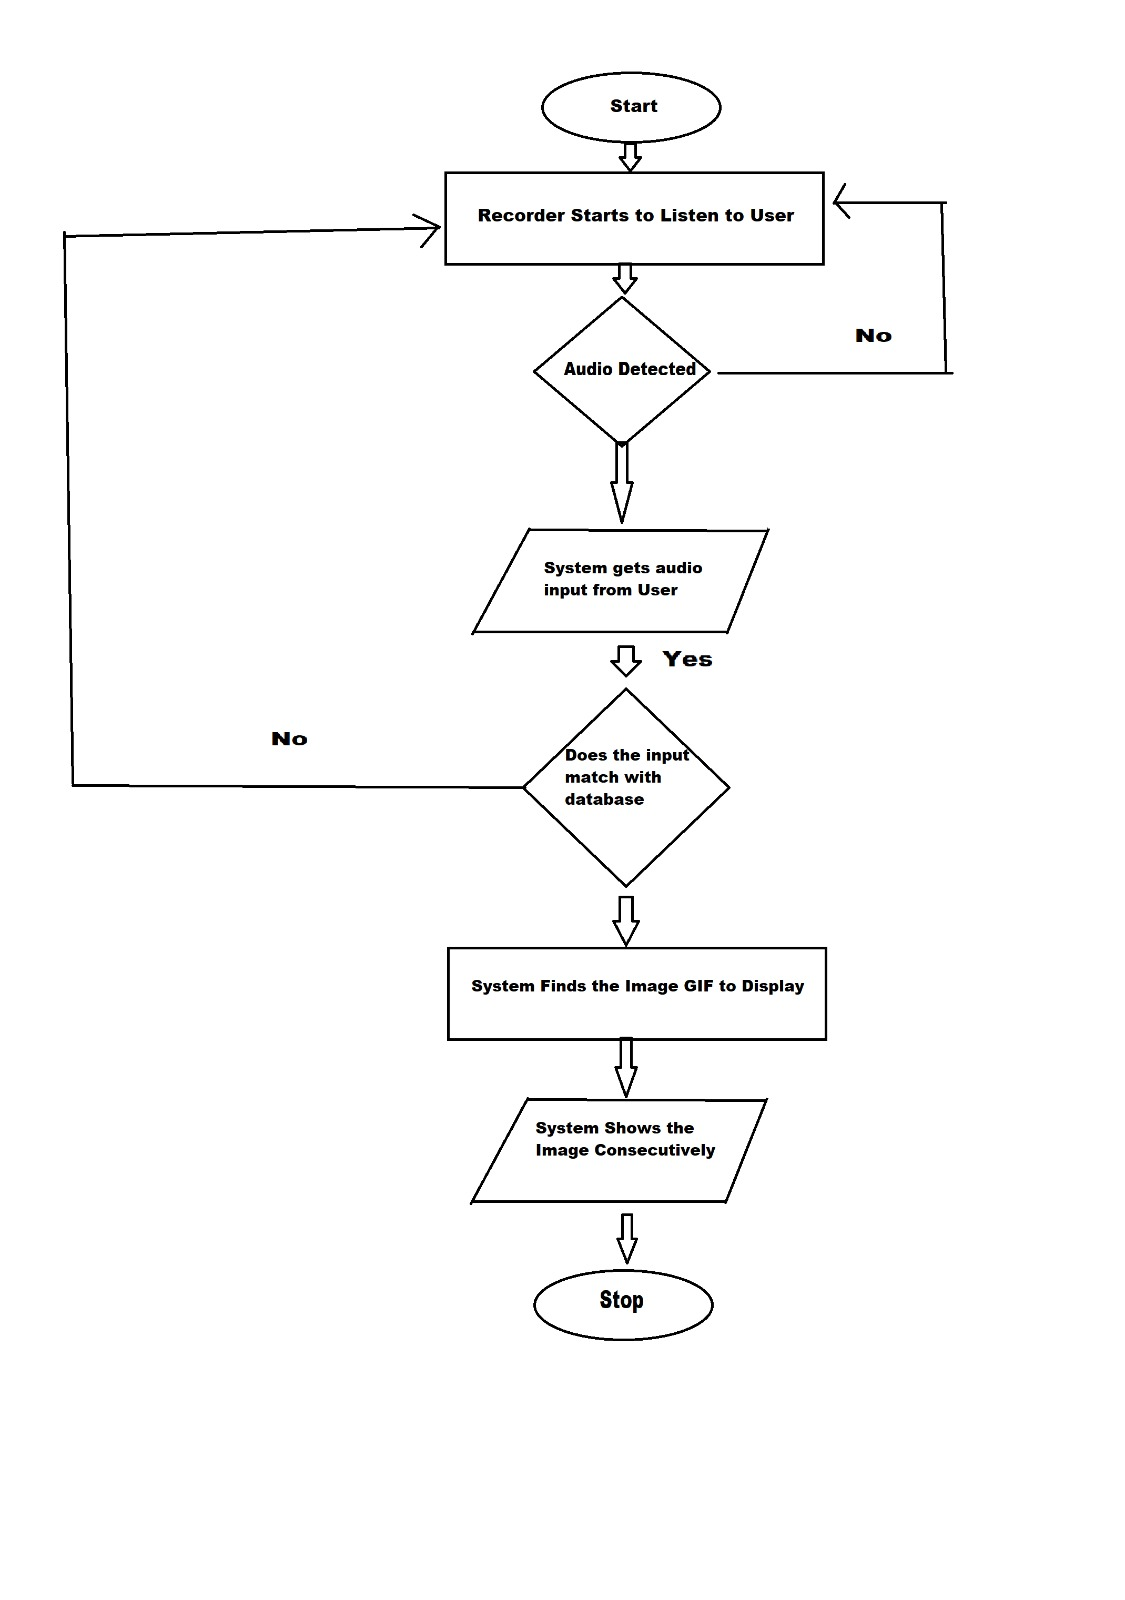 Start
Recorder Starts to Listen to User
No
Audio Detected
System gets audio
input from User
Yes
No
Does the input
match with
database
System Finds the Image GIF to Display
System Shows the
Image Consecutively
Stop